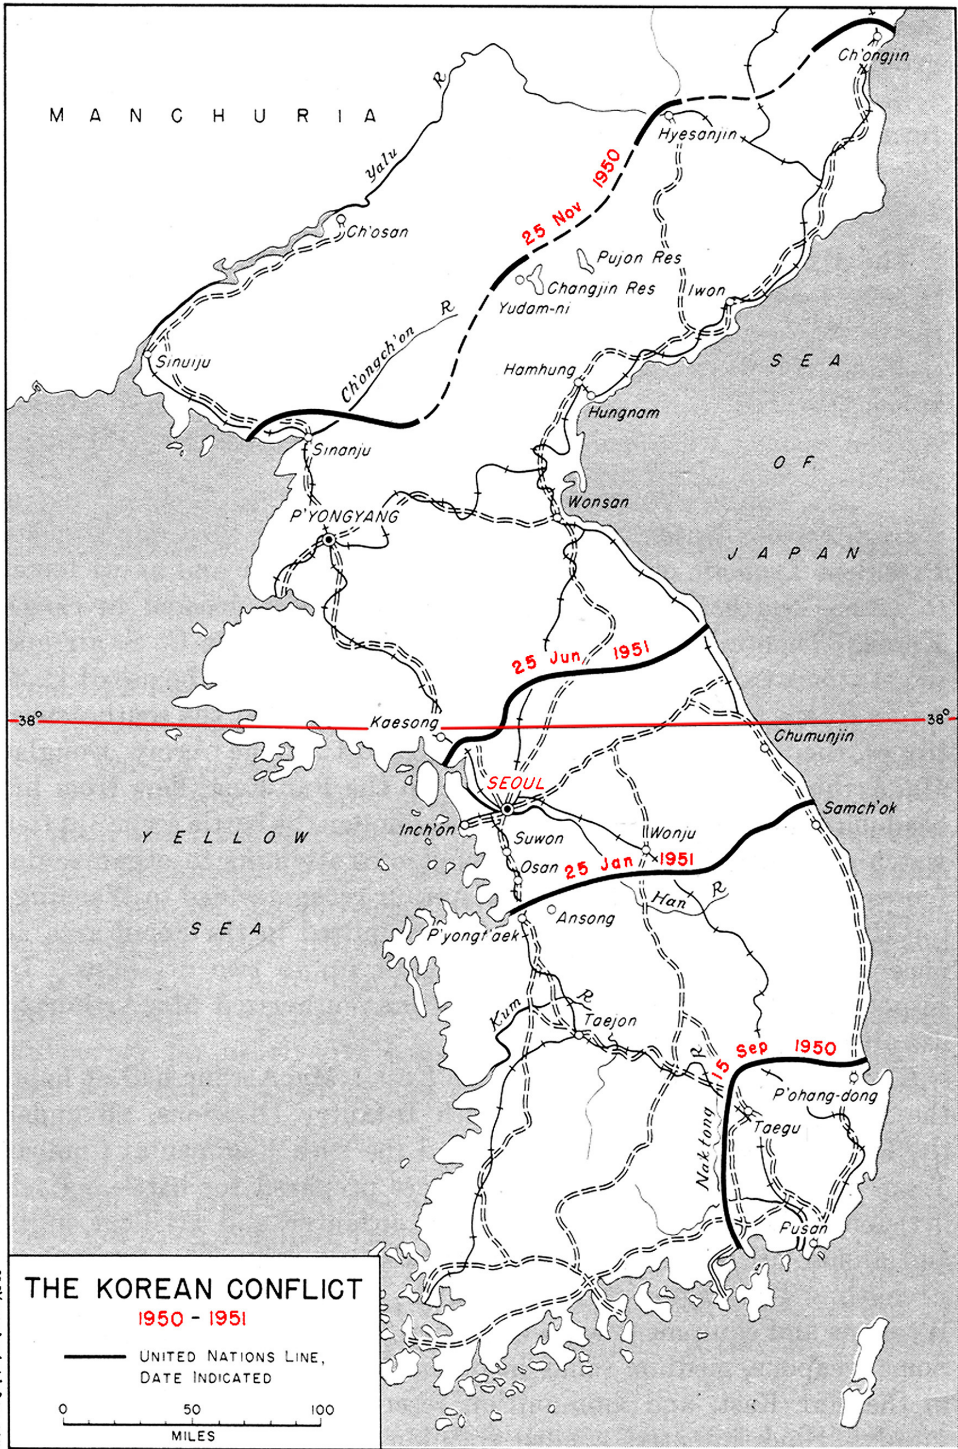 Ch'ongjin
MANCHURIA
R
Hyesanjin
Yalu
25 Nov 1950
Ch'osan
Pujon Res
Changjin Res
Iwon
Yudam-ni
R
Ch'ongch'on
Sinuiju
SEA
Hamhung
Hungnam
Sinanju
OF
Wonsan
P'YONGYANG
JAPAN
25 Jun 1951
38°
38°
Kaesong
Chumunjin
SEOUL
Samch'ok
Inch'on
YELLOW
Suwon
Wonju
Osan
25 Jan 1951
Han R
Ansong
SEA
P'yongt'aek
Kum R
Taejon
15 Sep 1950
R
P'ohang-dong
Naktong
Taegu
Pusan
THE KOREAN CONFLICT
1950 - 1951
UNITED NATIONS LINE,
DATE INDICATED
0 50 100
MILES